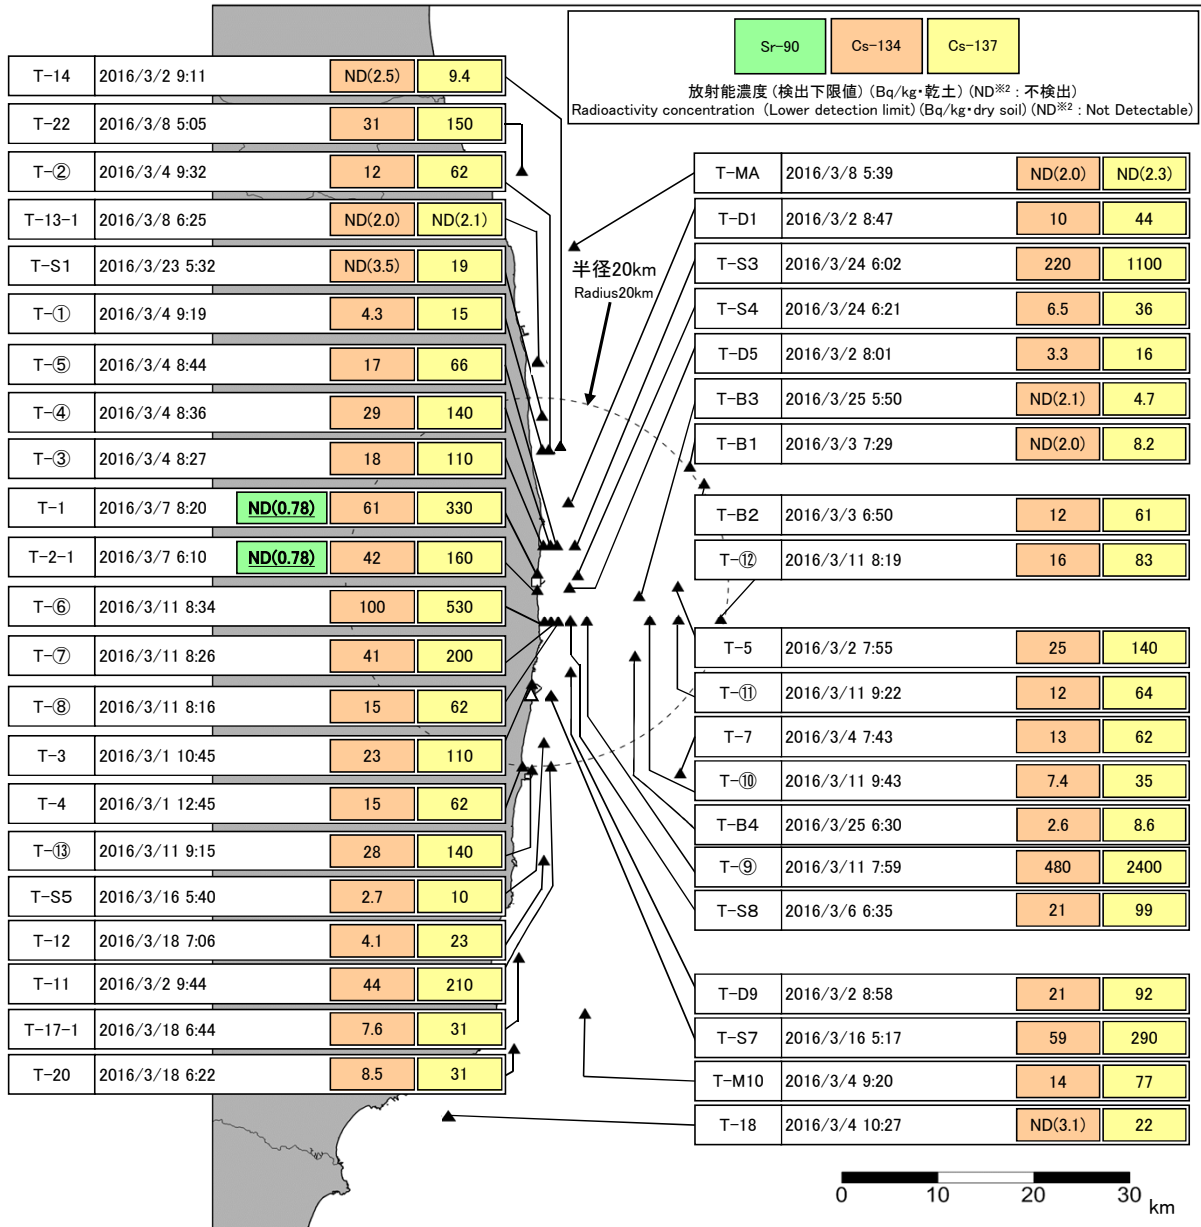 Sr-90 Cs-134 Cs-137
放射能濃度 (検出下限値) (Bq/kg・乾土) (ND※2 : 不検出)
Radioactivity concentration (Lower detection limit) (Bq/kg・dry soil) (ND※2 : Not Detectable)
T-14 2016/3/2 9:11 ND(2.5) 9.4
T-22 2016/3/8 5:05 31 150
T-② 2016/3/4 9:32 12 62
T-13-1 2016/3/8 6:25 ND(2.0) ND(2.1)
T-S1 2016/3/23 5:32 ND(3.5) 19
T-① 2016/3/4 9:19 4.3 15
T-⑤ 2016/3/4 8:44 17 66
T-④ 2016/3/4 8:36 29 140
T-③ 2016/3/4 8:27 18 110
T-1 2016/3/7 8:20 ND(0.78) 61 330
T-2-1 2016/3/7 6:10 ND(0.78) 42 160
T-⑥ 2016/3/11 8:34 100 530
T-⑦ 2016/3/11 8:26 41 200
T-⑧ 2016/3/11 8:16 15 62
T-3 2016/3/1 10:45 23 110
T-4 2016/3/1 12:45 15 62
T-⑬ 2016/3/11 9:15 28 140
T-S5 2016/3/16 5:40 2.7 10
T-12 2016/3/18 7:06 4.1 23
T-11 2016/3/2 9:44 44 210
T-17-1 2016/3/18 6:44 7.6 31
T-20 2016/3/18 6:22 8.5 31
半径20km
Radius20km
T-MA 2016/3/8 5:39 ND(2.0) ND(2.3)
T-D1 2016/3/2 8:47 10 44
T-S3 2016/3/24 6:02 220 1100
T-S4 2016/3/24 6:21 6.5 36
T-D5 2016/3/2 8:01 3.3 16
T-B3 2016/3/25 5:50 ND(2.1) 4.7
T-B1 2016/3/3 7:29 ND(2.0) 8.2
T-B2 2016/3/3 6:50 12 61
T-⑫ 2016/3/11 8:19 16 83
T-5 2016/3/2 7:55 25 140
T-⑪ 2016/3/11 9:22 12 64
T-7 2016/3/4 7:43 13 62
T-⑩ 2016/3/11 9:43 7.4 35
T-B4 2016/3/25 6:30 2.6 8.6
T-⑨ 2016/3/11 7:59 480 2400
T-S8 2016/3/6 6:35 21 99
T-D9 2016/3/2 8:58 21 92
T-S7 2016/3/16 5:17 59 290
T-M10 2016/3/4 9:20 14 77
T-18 2016/3/4 10:27 ND(3.1) 22
0 10 20 30 km